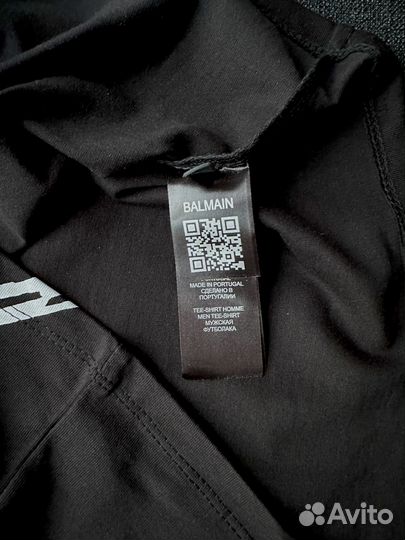 BALMAIN
MADE IN PORTUGAL
СДЕЛАНО В
ПОРТУГАЛИИ
TEE-SHIRT HOMME
MEN TEE-SHIRT
МУЖСКАЯ
ФУТБОЛКА
Avito